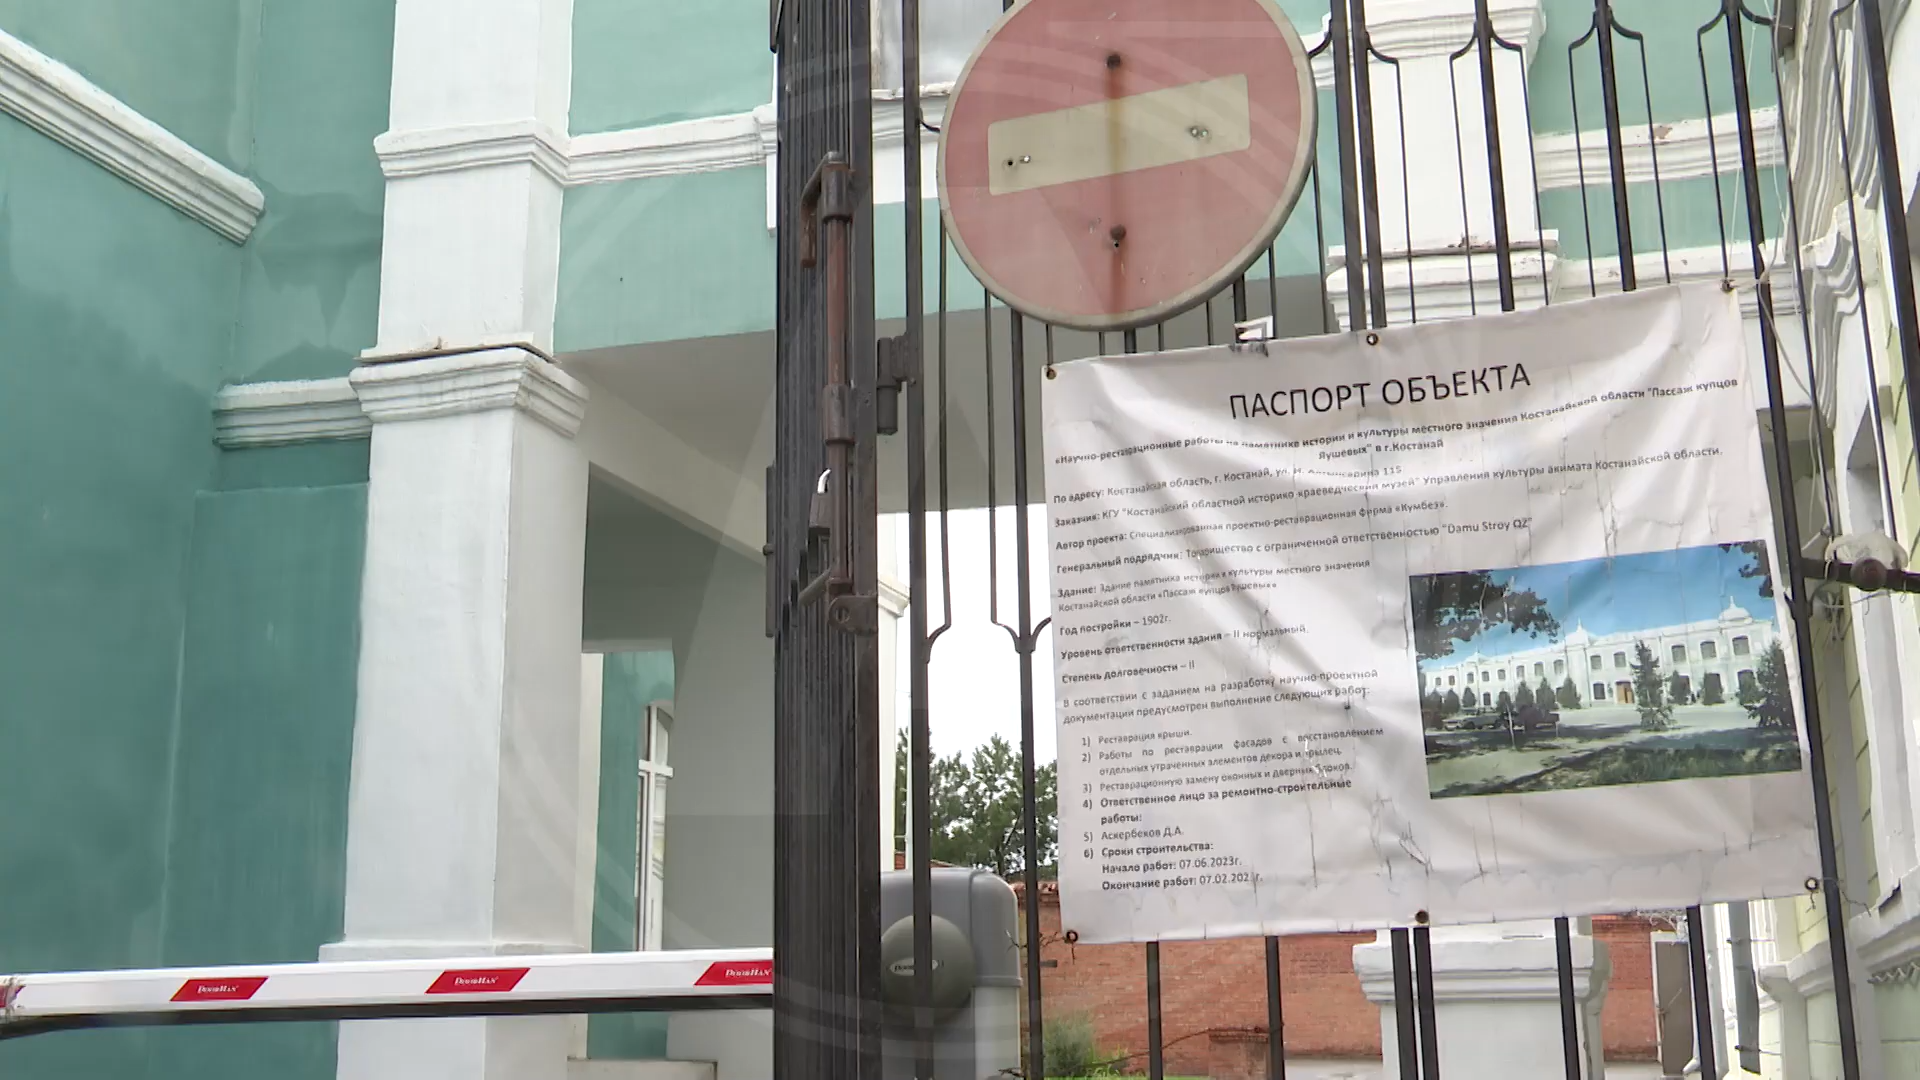 ПАСПОРТ ОБЪЕКТА
«Научно-реставрационные работы на памятнике истории и культуры местного значения Костанайской области "Пассаж купцов
Яушевых" в г.Костанай
По адресу: Костанайская область, г. Костанай, ул. 115
Заказчик: КГУ "Костанайский областной историко-краеведческий музей" Управления культуры акимата Костанайской области.
Автор проекта: Специализированная проектно-реставрационная фирма «Кумбез».
Генеральный подрядчик: Товарищество с ограниченной ответственностью "Damu Stroy QZ"
Здание: Здание памятника истории и культуры местного значения
Костанайской области «Пассаж купцов Яушевых»
Год постройки – 1902г.
Уровень ответственности здания – II нормальный.
Степень долговечности – II
В соответствии с заданием на разработку научно-проектной
документации предусмотрен выполнение следующих работ:
1) Реставрация крыши.
2) Работы по реставрации фасадов с восстановлением
отдельных утраченных элементов декора и крылец.
3) Реставрационную замену оконных и дверных блоков.
4) Ответственное лицо за ремонтно-строительные
работы:
5) Аскербеков Д.А.
6) Сроки строительства:
Начало работ: 07.06.2023г.
Окончание работ: 07.02.202 г.
DOORHAN
DOORHAN
DOORHAN